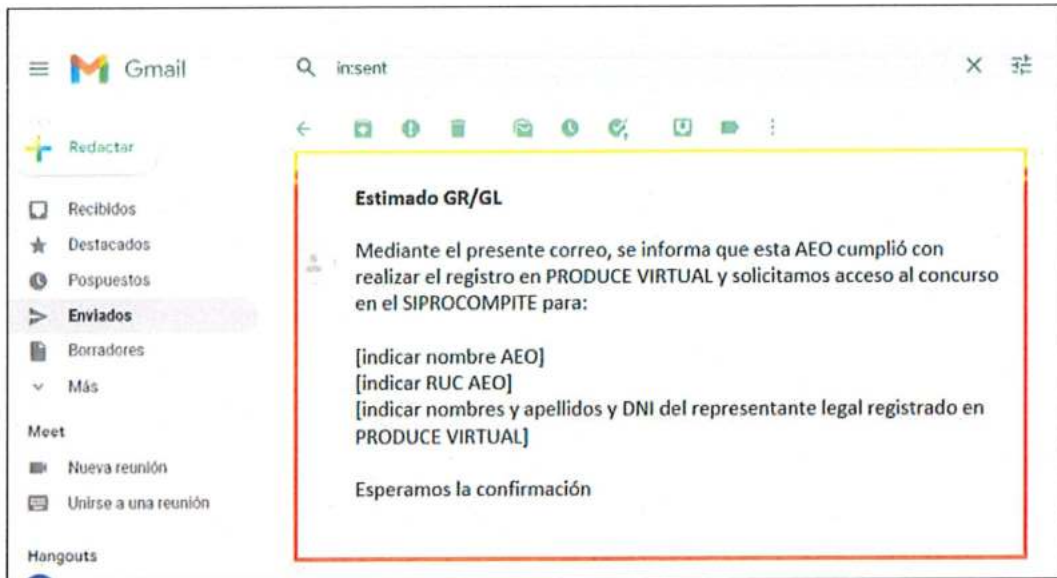 Gmail
in:sent
Redactar
Recibidos
Destacados
Pospuestos
Enviados
Borradores
Más
Meet
Nueva reunión
Unirse a una reunión
Hangouts
Estimado GR/GL
Mediante el presente correo, se informa que esta AEO cumplió con
realizar el registro en PRODUCE VIRTUAL y solicitamos acceso al concurso
en el SIPROCOMPITE para:
[indicar nombre AEO]
[indicar RUC AEO]
[indicar nombres y apellidos y DNI del representante legal registrado en
PRODUCE VIRTUAL]
Esperamos la confirmación